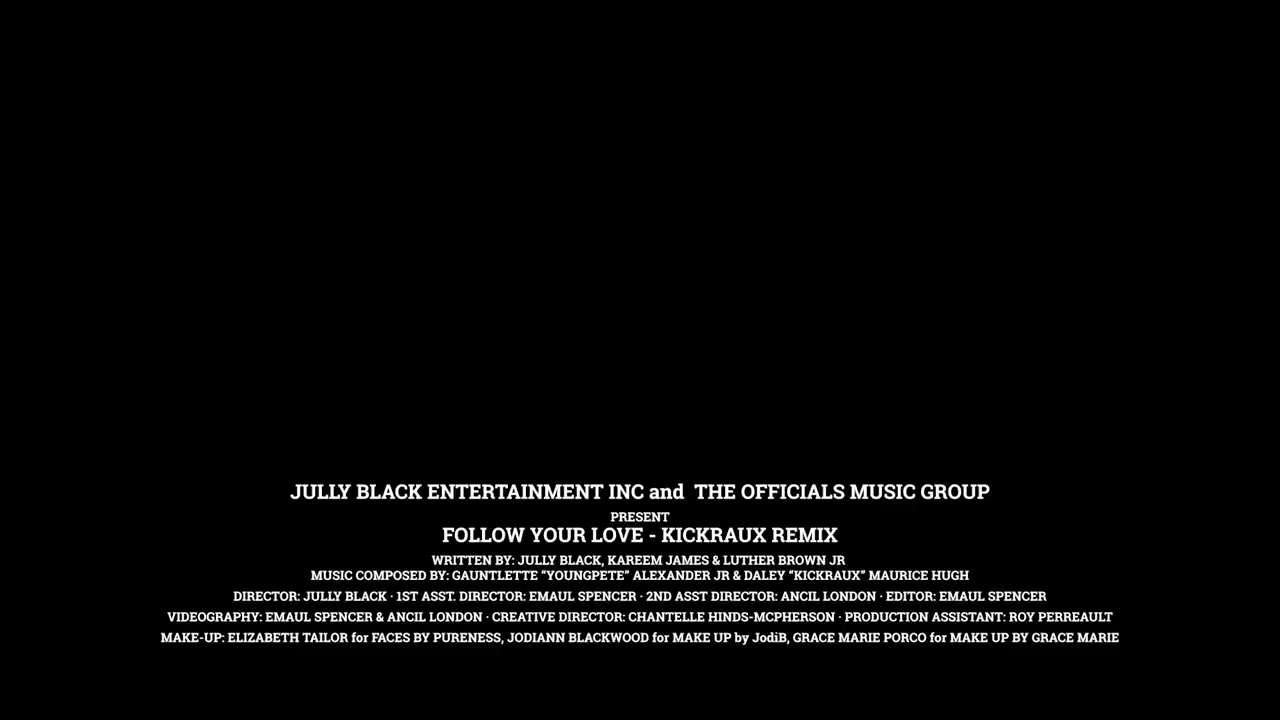 JULLY BLACK ENTERTAINMENT INC and THE OFFICIALS MUSIC GROUP
PRESENT
FOLLOW YOUR LOVE - KICKRAUX REMIX
WRITTEN BY: JULLY BLACK, KAREEM JAMES & LUTHER BROWN JR
MUSIC COMPOSED BY: GAUNTLETTE “YOUNGPETE” ALEXANDER JR & DALEY “KICKRAUX” MAURICE HUGH
DIRECTOR: JULLY BLACK · 1ST ASST. DIRECTOR: EMAUL SPENCER · 2ND ASST DIRECTOR: ANCIL LONDON · EDITOR: EMAUL SPENCER
VIDEOGRAPHY: EMAUL SPENCER & ANCIL LONDON · CREATIVE DIRECTOR: CHANTELLE HINDS-MCPHERSON · PRODUCTION ASSISTANT: ROY PERREAULT
MAKE-UP: ELIZABETH TAILOR for FACES BY PURENESS, JODIANN BLACKWOOD for MAKE UP by JodiB, GRACE MARIE PORCO for MAKE UP BY GRACE MARIE